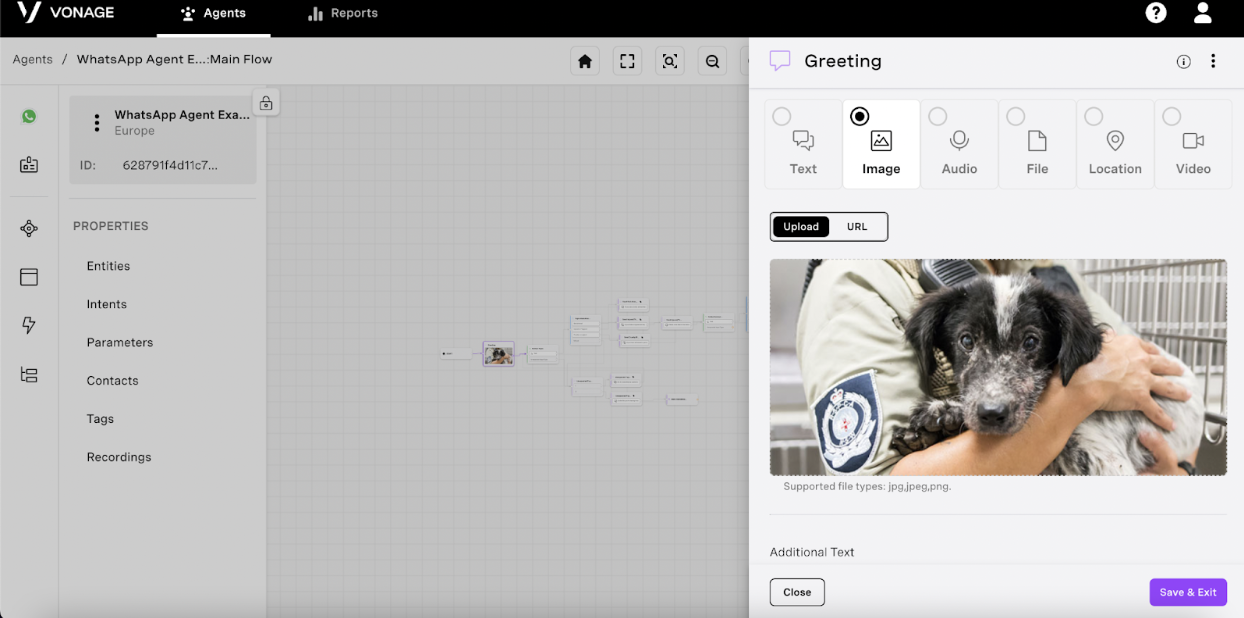 VONAGE
Agents
Reports
Agents / WhatsApp Agent E...:Main Flow
WhatsApp Agent Exa...
Europe
ID: 628791f4d11c7...
PROPERTIES
Entities
Intents
Parameters
Contacts
Tags
Recordings
Greeting
Text
Image
Audio
File
Location
Video
Upload
URL
Supported file types: jpg,jpeg,png.
Additional Text
Close
Save & Exit